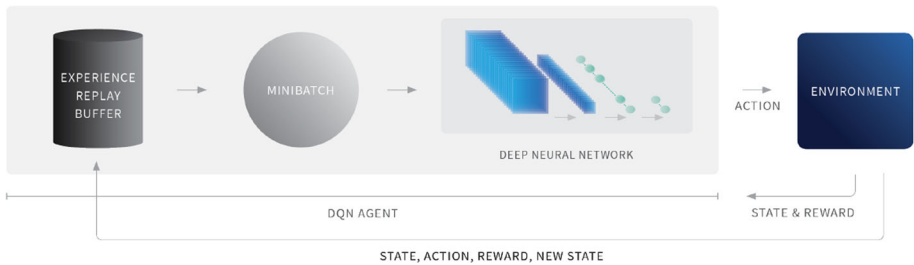 EXPERIENCE
REPLAY
BUFFER
MINIBATCH
DEEP NEURAL NETWORK
ACTION
ENVIRONMENT
DQN AGENT
STATE & REWARD
STATE, ACTION, REWARD, NEW STATE